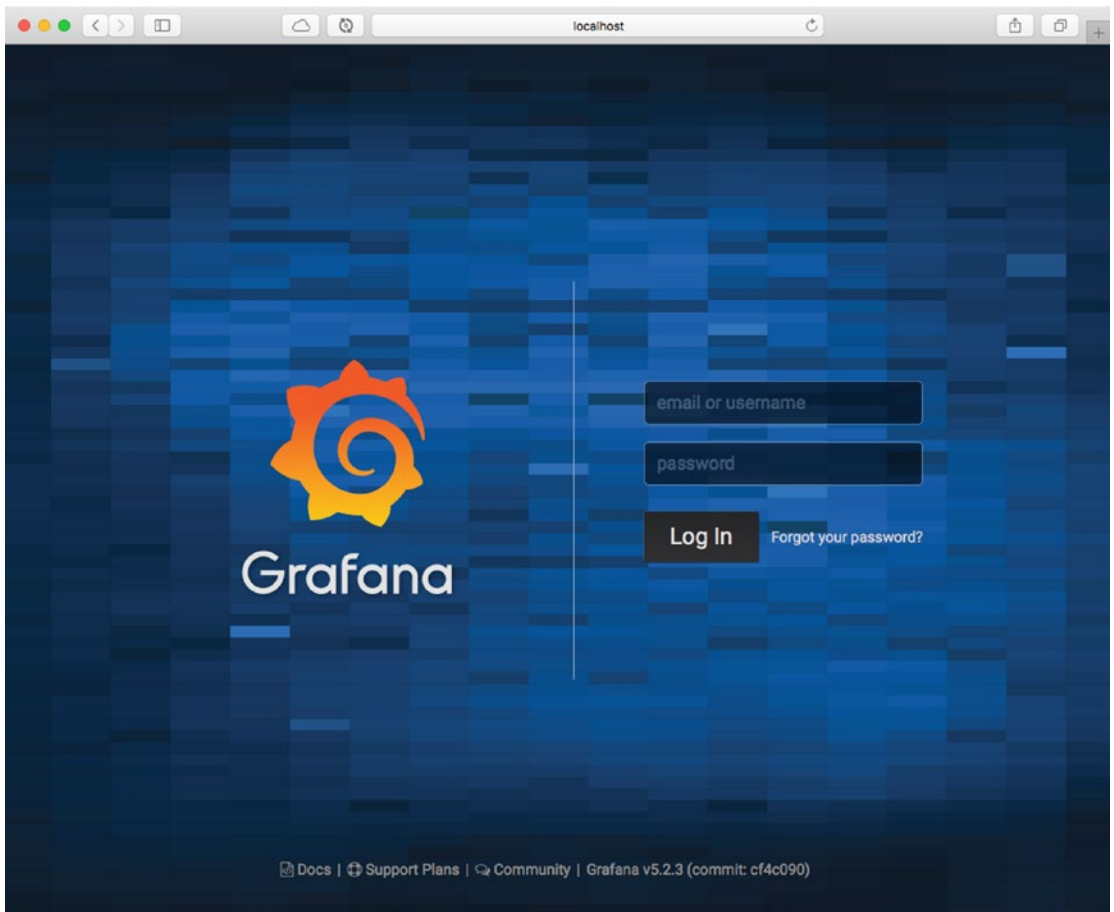 localhost
email or username
password
Log In Forgot your password?
Grafana
Docs | Support Plans | Community | Grafana v5.2.3 (commit: cf4c090)